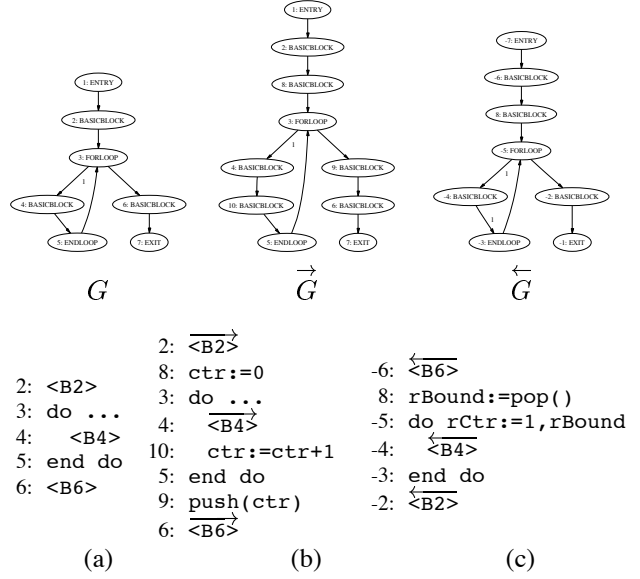 1: ENTRY
2: BASICBLOCK
3: FORLOOP
1
4: BASICBLOCK
6: BASICBLOCK
5: ENDLOOP
7: EXIT
G
1: ENTRY
2: BASICBLOCK
8: BASICBLOCK
3: FORLOOP
1
4: BASICBLOCK
9: BASICBLOCK
10: BASICBLOCK
6: BASICBLOCK
5: ENDLOOP
7: EXIT
G
-7: ENTRY
-6: BASICBLOCK
8: BASICBLOCK
-5: FORLOOP
1
-4: BASICBLOCK
-2: BASICBLOCK
1
-3: ENDLOOP
-1: EXIT
G
2: <B2>
3: do ...
4: <B4>
5: end do
6: <B6>
(a)
2: <B2>
8: ctr:=0
3: do ...
4: <B4>
10: ctr:=ctr+1
5: end do
9: push(ctr)
6: <B6>
(b)
-6: <B6>
8: rBound:=pop()
-5: do rCtr:=1,rBound
-4: <B4>
-3: end do
-2: <B2>
(c)